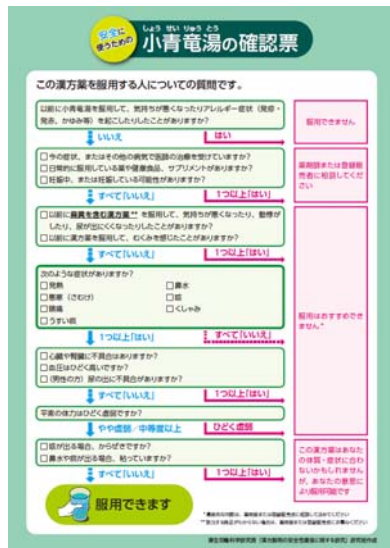 安全に
使うための
しょうせいりゅうとう
小青竜湯の確認票
この漢方薬を服用する人についての質問です。
以前に小青竜湯を服用して、気持ちが悪くなったりアレルギー症状（発疹・
発赤、かゆみ等）を起こしたりしたことがありますか？
服用できません
いいえ
はい
□今の症状、またはその他の病気で医師の治療を受けていますか？
□日常的に服用している薬や健康食品、サプリメントがありますか？
□妊娠中、または妊娠している可能性がありますか？
薬剤師または登録販
売者に相談してくだ
さい
すべて「いいえ」
1つ以上「はい」
□以前に麻黄を含む漢方薬** を服用して、気持ちが悪くなったり、動悸が
したり、尿が出にくくなったりしたことがありますか？
□以前に漢方薬を服用して、むくみを感じたことがありますか？
すべて「いいえ」
1つ以上「はい」
次のような症状がありますか？
□発熱
□鼻水
□悪寒（さむけ）
□咳
□頭痛
□くしゃみ
□うすい痰
服用はおすすめでき
ません*
1つ以上「はい」
すべて「いいえ」
□心臓や腎臓に不具合はありますか？
□血圧はひどく高いですか？
□（男性の方）尿の出に不具合がありますか？
すべて「いいえ」
1つ以上「はい」
平素の体力はひどく虚弱ですか？
やや虚弱／中等度以上
ひどく虚弱
□咳が出る場合、からぜきですか？
□鼻水や痰が出る場合、粘っていますか？
この漢方薬はあなた
の体質・症状に合わ
ないかもしれません
が、あなたの意思に
より服用可能です
すべて「いいえ」
1つ以上「はい」
服用できます